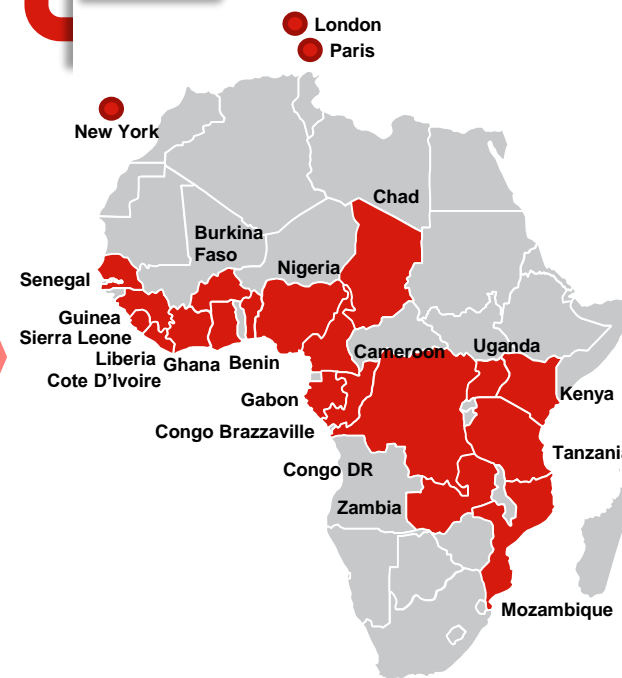 London
Paris
New York
Chad
Burkina
Faso
Nigeria
Senegal
Guinea
Sierra Leone
Liberia
Ghana
Benin
Cote D'Ivoire
Cameroon
Uganda
Gabon
Kenya
Congo Brazzaville
Tanzani
Congo DR
Zambia
Mozambique